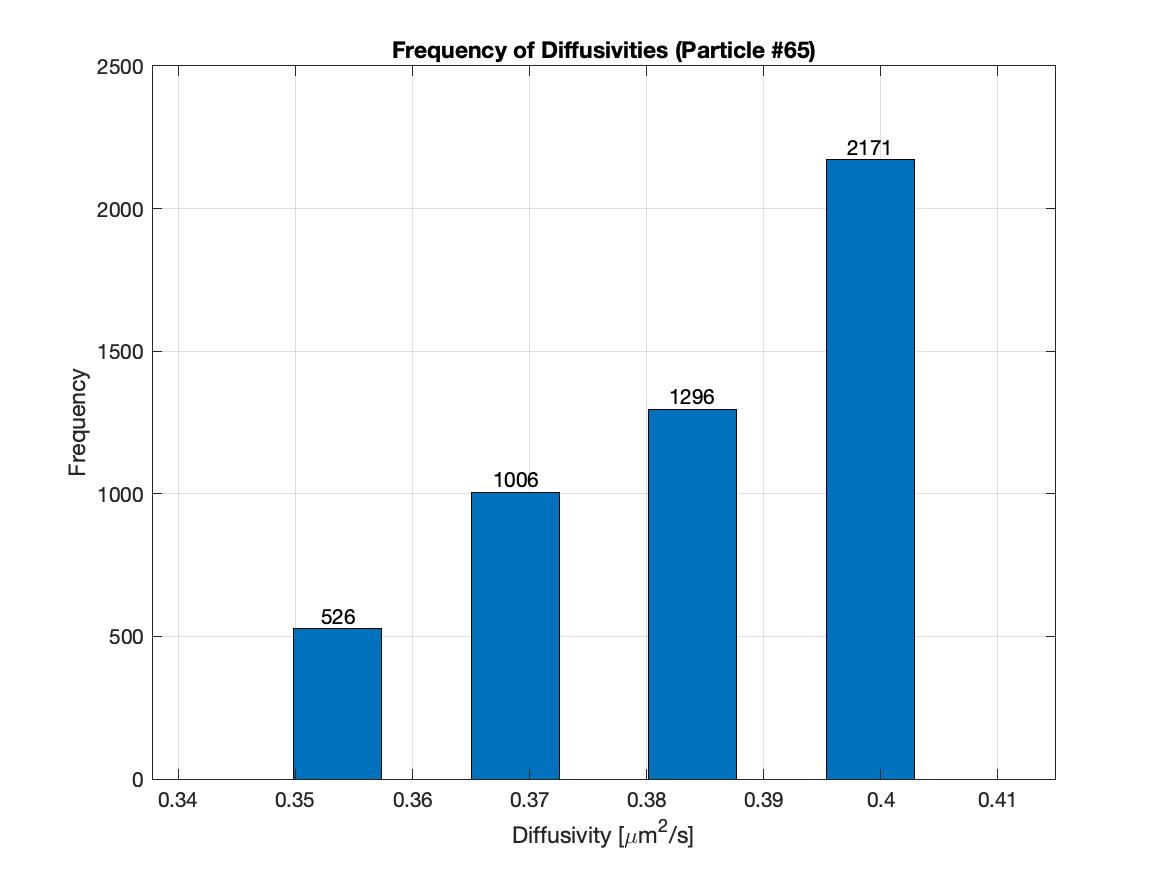 Frequency of Diffusivities (Particle #65)
2500
2000
1500
1000
500
0
Frequency
526
1006
1296
2171
0.34 0.35 0.36 0.37 0.38 0.39 0.4 0.41
Diffusivity [μm²/s]